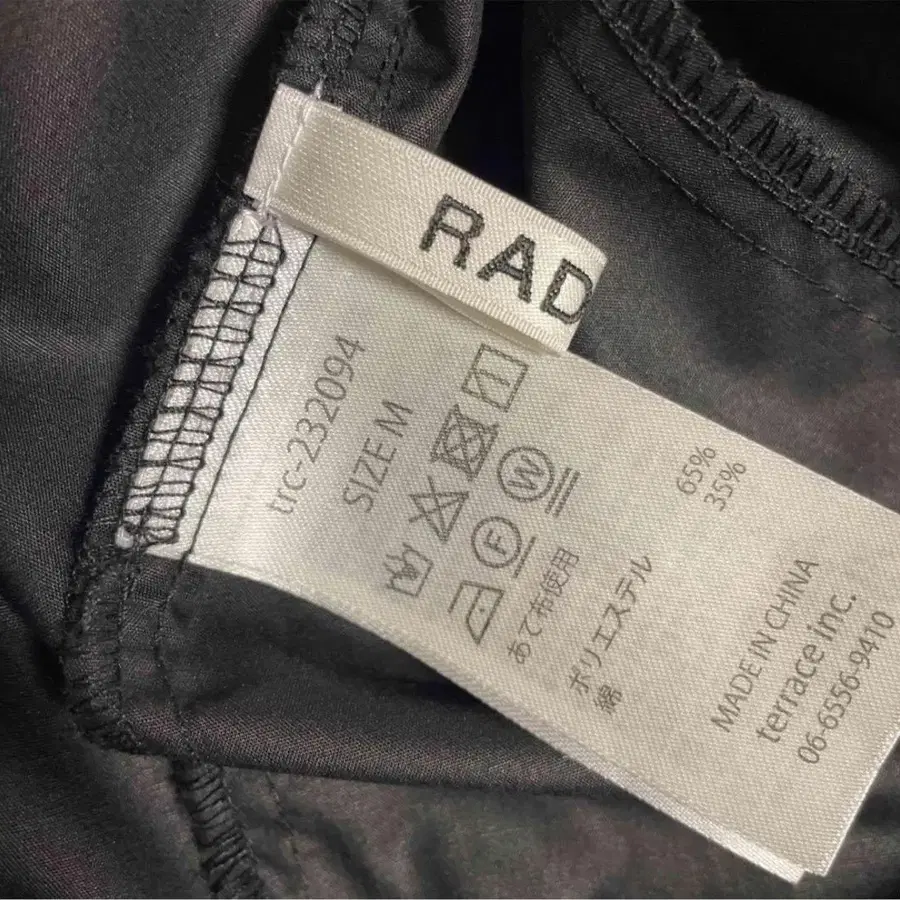 RAD
trc-232094
SIZE M
W
F
あて布使用
ポリエステル 65%
綿 35%
MADE IN CHINA
terrace inc.
06-6556-9410